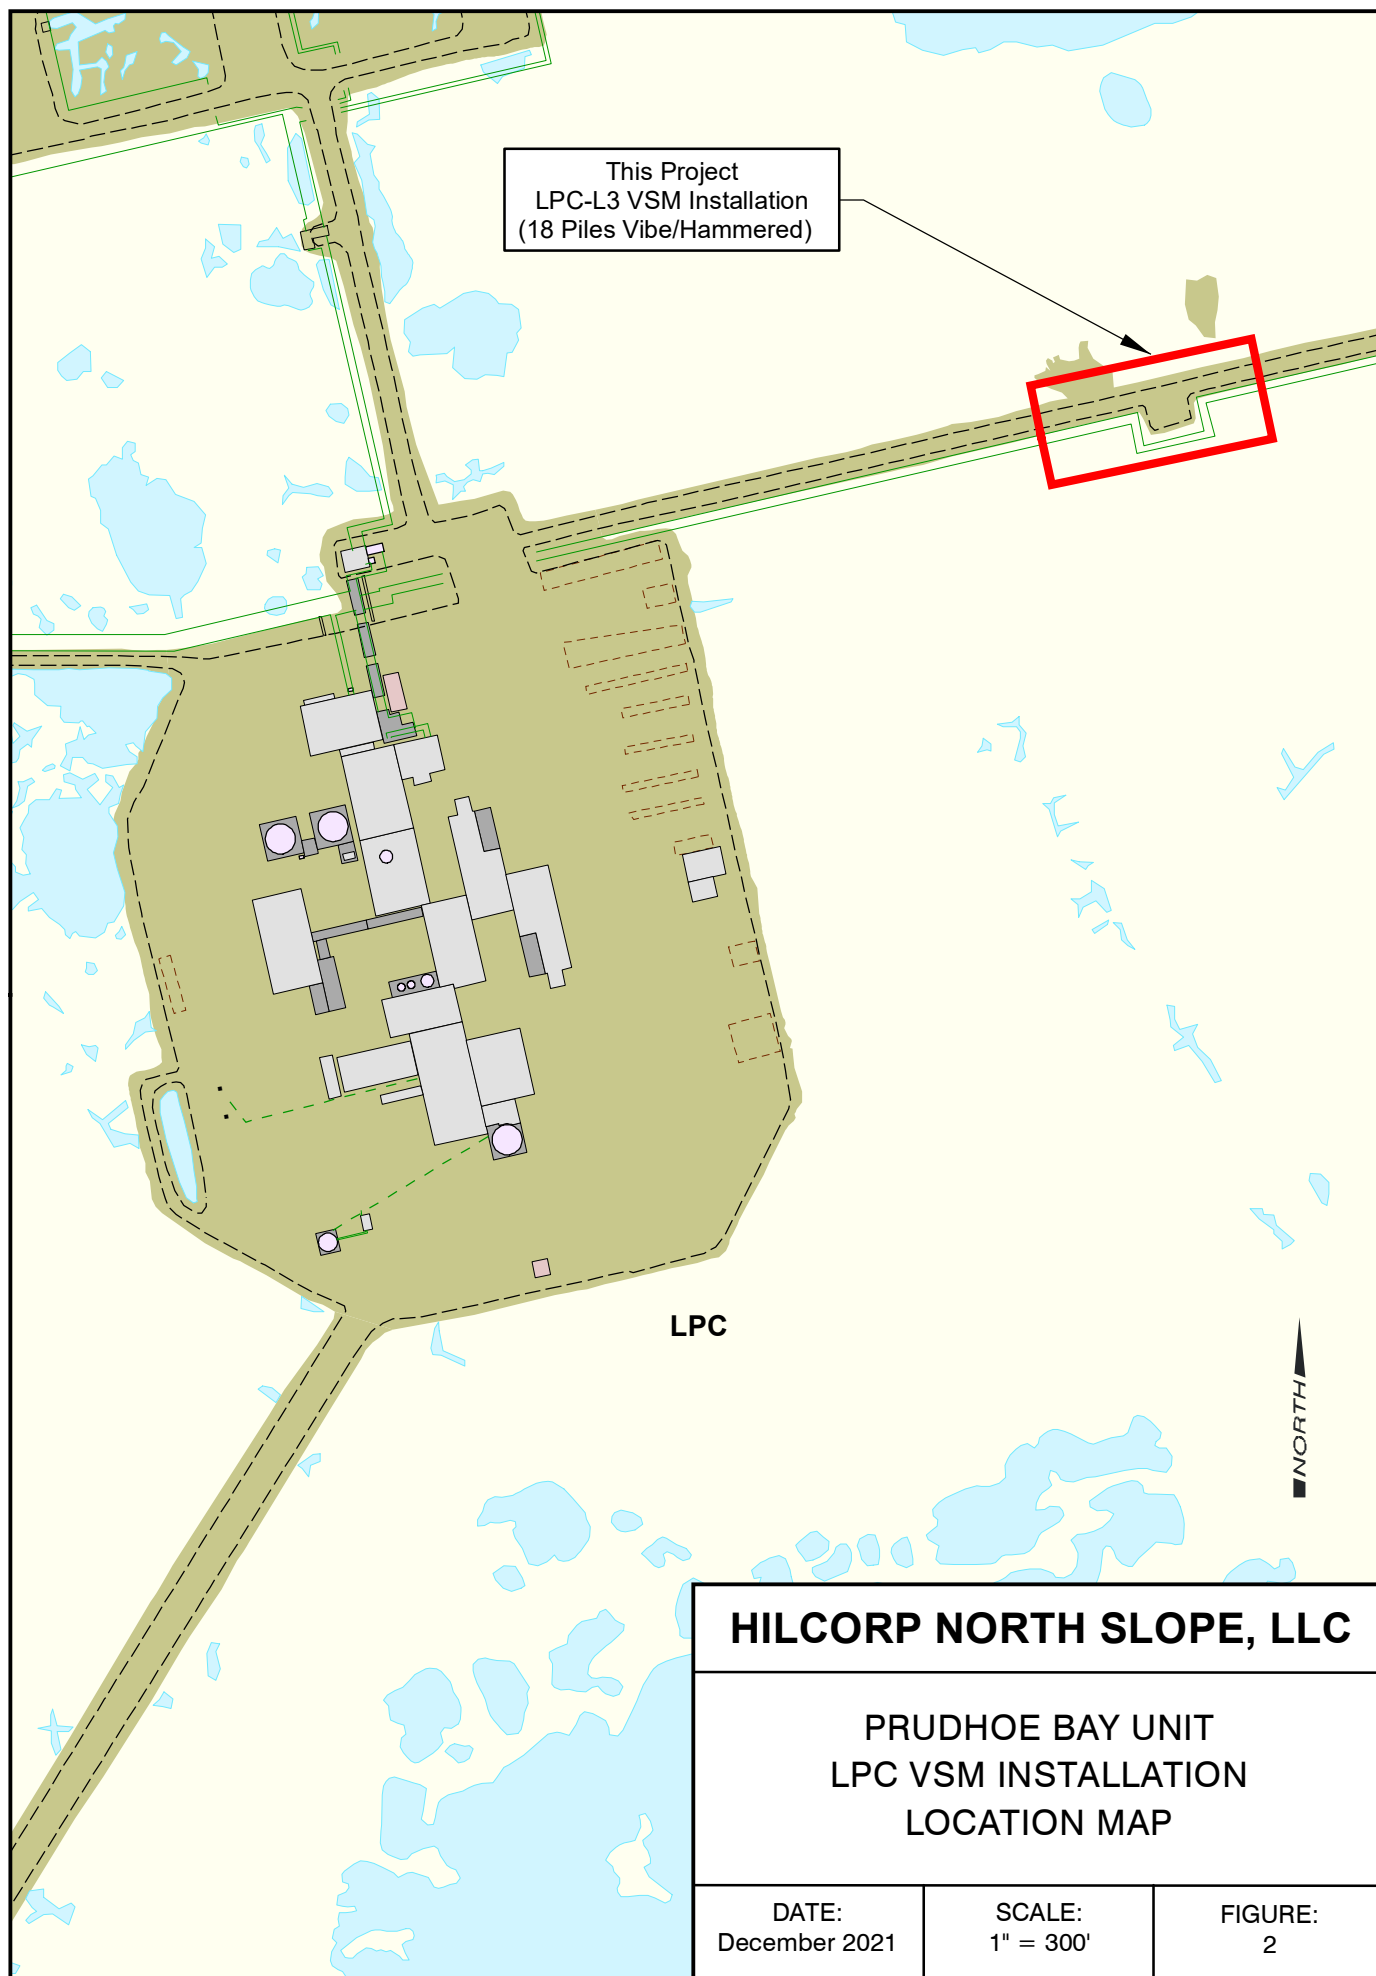 This Project
LPC-L3 VSM Installation
(18 Piles Vibe/Hammered)
LPC
NORTH
HILCORP NORTH SLOPE, LLC
PRUDHOE BAY UNIT
LPC VSM INSTALLATION
LOCATION MAP
DATE:
December 2021
SCALE:
1" = 300'
FIGURE:
2